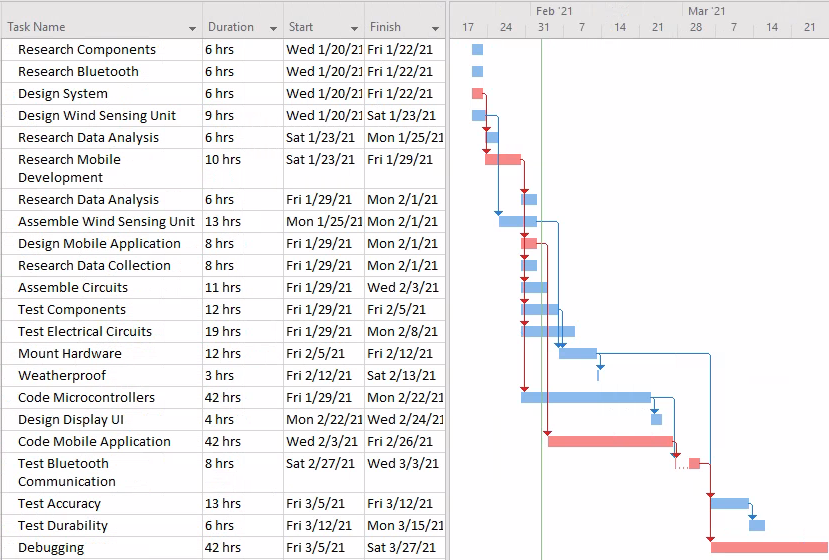 Feb '21 Mar '21
Task Name Duration Start Finish 17 24 31 7 14 21 28 7 14 21
Research Components 6 hrs Wed 1/20/21 Fri 1/22/21
Research Bluetooth 6 hrs Wed 1/20/21 Fri 1/22/21
Design System 6 hrs Wed 1/20/21 Fri 1/22/21
Design Wind Sensing Unit 9 hrs Wed 1/20/21 Sat 1/23/21
Research Data Analysis 6 hrs Sat 1/23/21 Mon 1/25/21
Research Mobile 10 hrs Sat 1/23/21 Fri 1/29/21
Development
Research Data Analysis 6 hrs Fri 1/29/21 Mon 2/1/21
Assemble Wind Sensing Unit 13 hrs Mon 1/25/21 Mon 2/1/21
Design Mobile Application 8 hrs Fri 1/29/21 Mon 2/1/21
Research Data Collection 8 hrs Fri 1/29/21 Mon 2/1/21
Assemble Circuits 11 hrs Fri 1/29/21 Wed 2/3/21
Test Components 12 hrs Fri 1/29/21 Fri 2/5/21
Test Electrical Circuits 19 hrs Fri 1/29/21 Mon 2/8/21
Mount Hardware 12 hrs Fri 2/5/21 Fri 2/12/21
Weatherproof 3 hrs Fri 2/12/21 Sat 2/13/21
Code Microcontrollers 42 hrs Fri 1/29/21 Mon 2/22/21
Design Display UI 4 hrs Mon 2/22/21 Wed 2/24/21
Code Mobile Application 42 hrs Wed 2/3/21 Fri 2/26/21
Test Bluetooth 8 hrs Sat 2/27/21 Wed 3/3/21
Communication
Test Accuracy 13 hrs Fri 3/5/21 Fri 3/12/21
Test Durability 6 hrs Fri 3/12/21 Mon 3/15/21
Debugging 42 hrs Fri 3/5/21 Sat 3/27/21